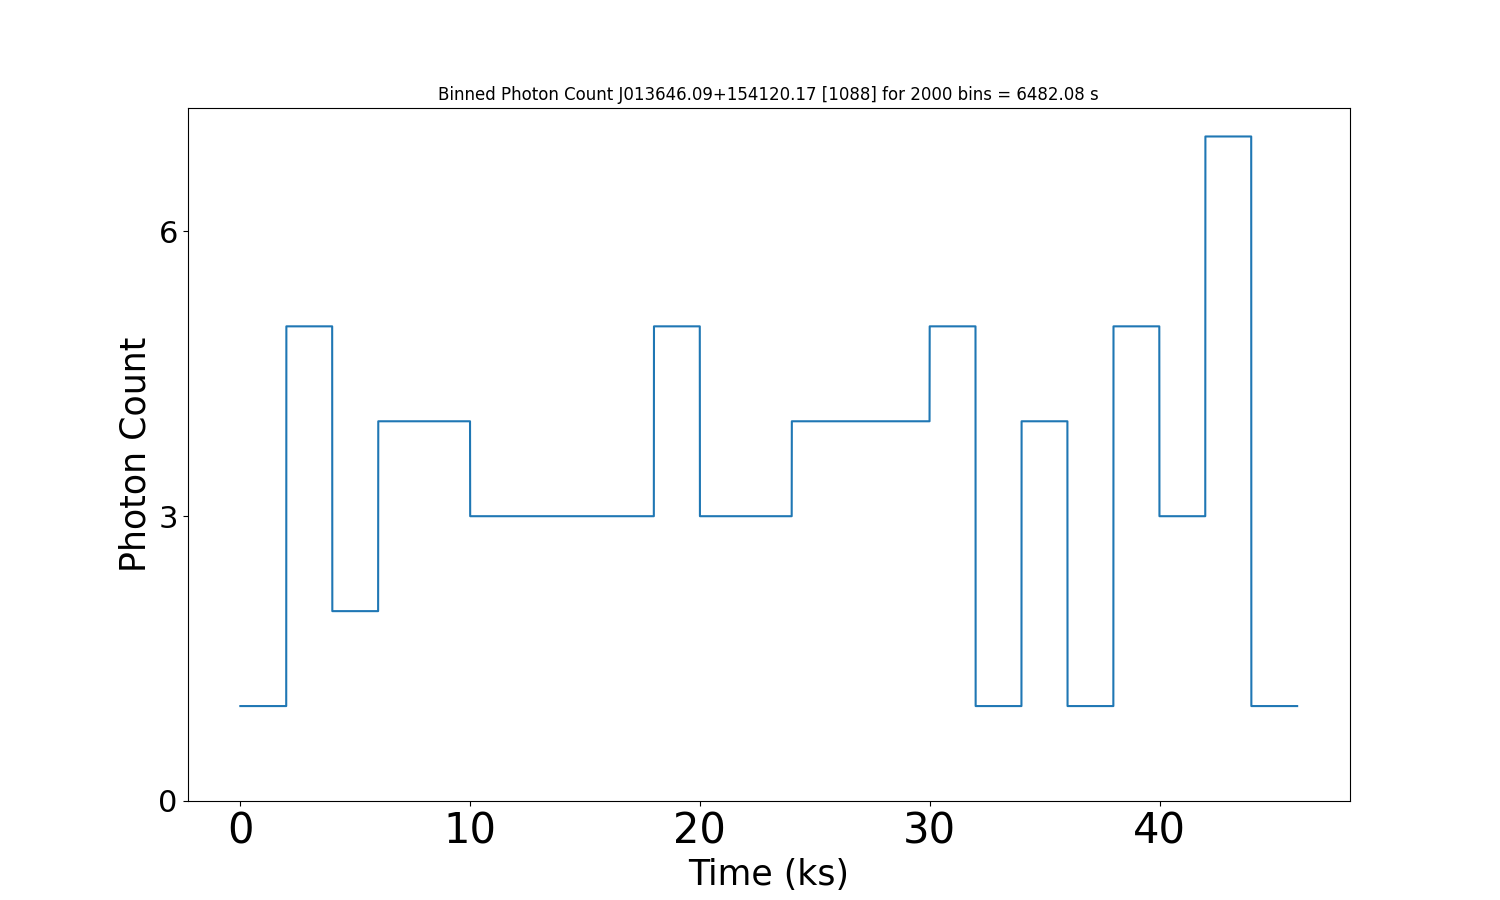 Binned Photon Count J013646.09+154120.17 [1088] for 2000 bins = 6482.08 s
Photon Count
6
3
0
0 10 20 30 40
Time (ks)